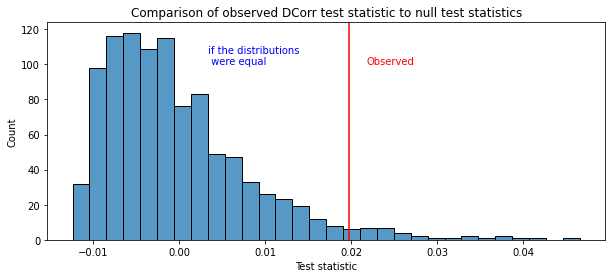 Comparison of observed DCorr test statistic to null test statistics
120
100
80
60
40
20
0
Count
if the distributions
were equal
Observed
−0.01
0.00
0.01
0.02
0.03
0.04
Test statistic